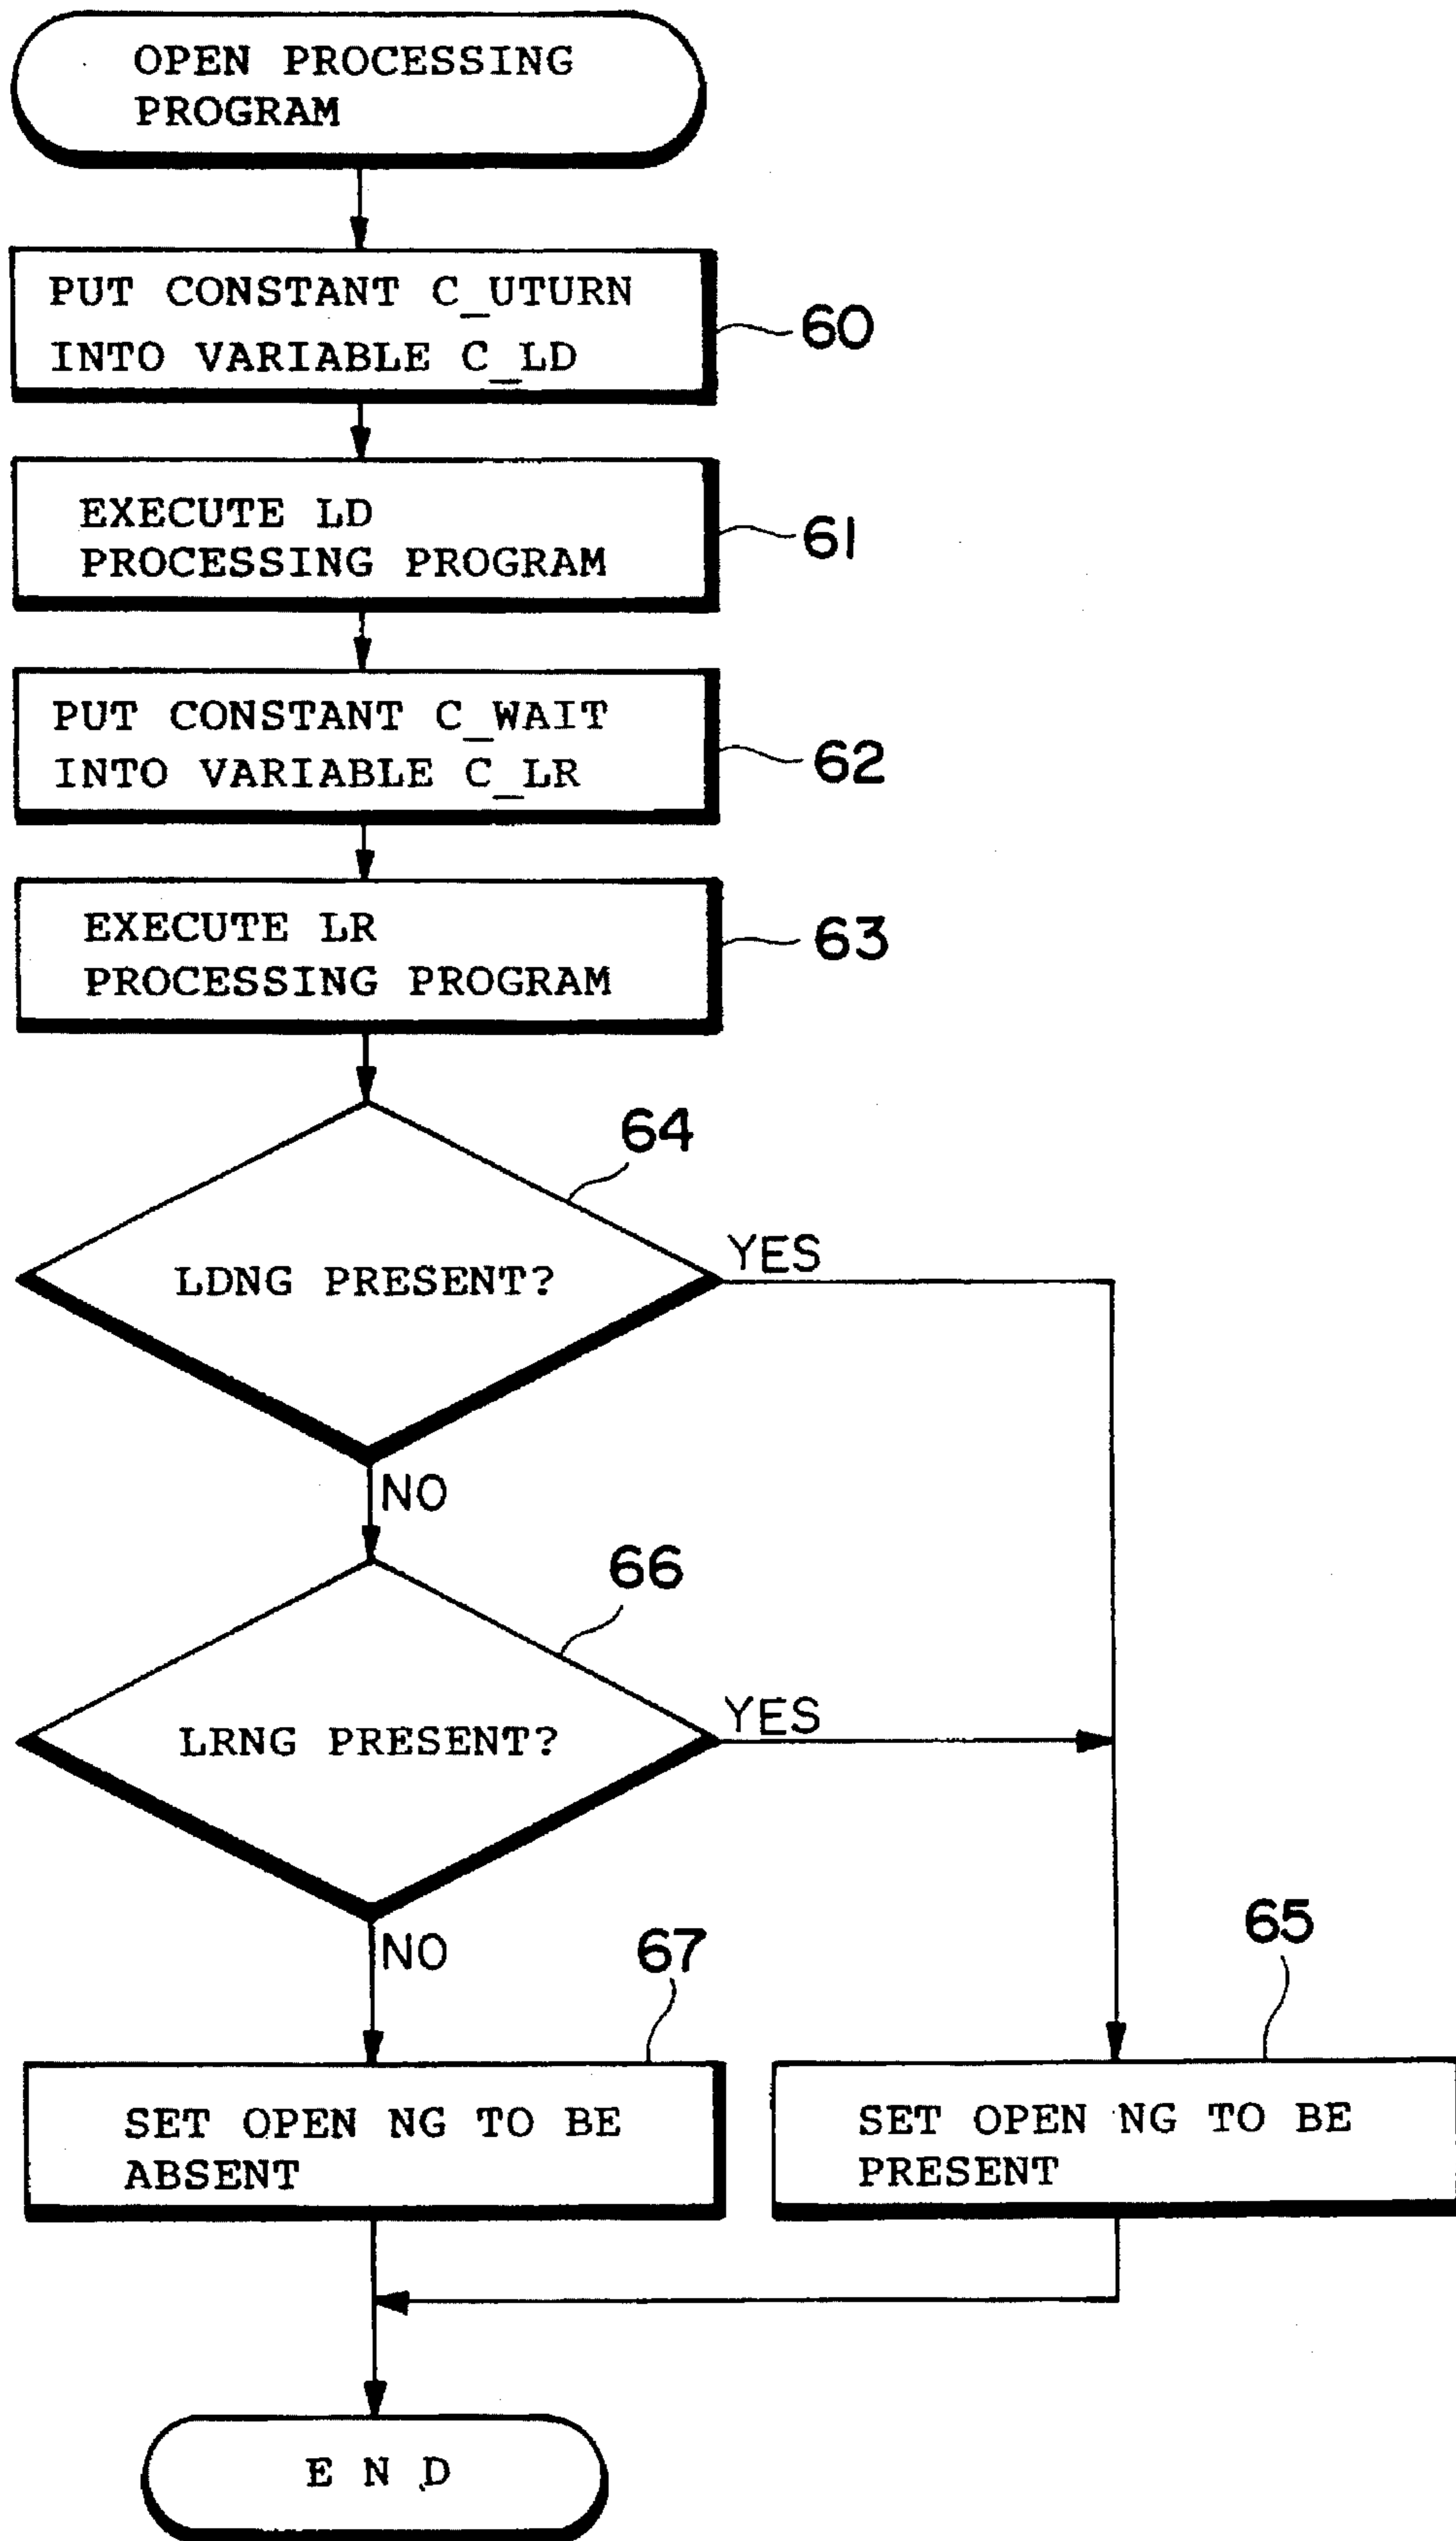 OPEN PROCESSING
PROGRAM
PUT CONSTANT C_UTURN
INTO VARIABLE C_LD
60
EXECUTE LD
PROCESSING PROGRAM
61
PUT CONSTANT C_WAIT
INTO VARIABLE C_LR
62
EXECUTE LR
PROCESSING PROGRAM
63
64
LDNG PRESENT?
YES
NO
66
LRNG PRESENT?
YES
NO
67
65
SET OPEN NG TO BE
ABSENT
SET OPEN NG TO BE
PRESENT
E N D